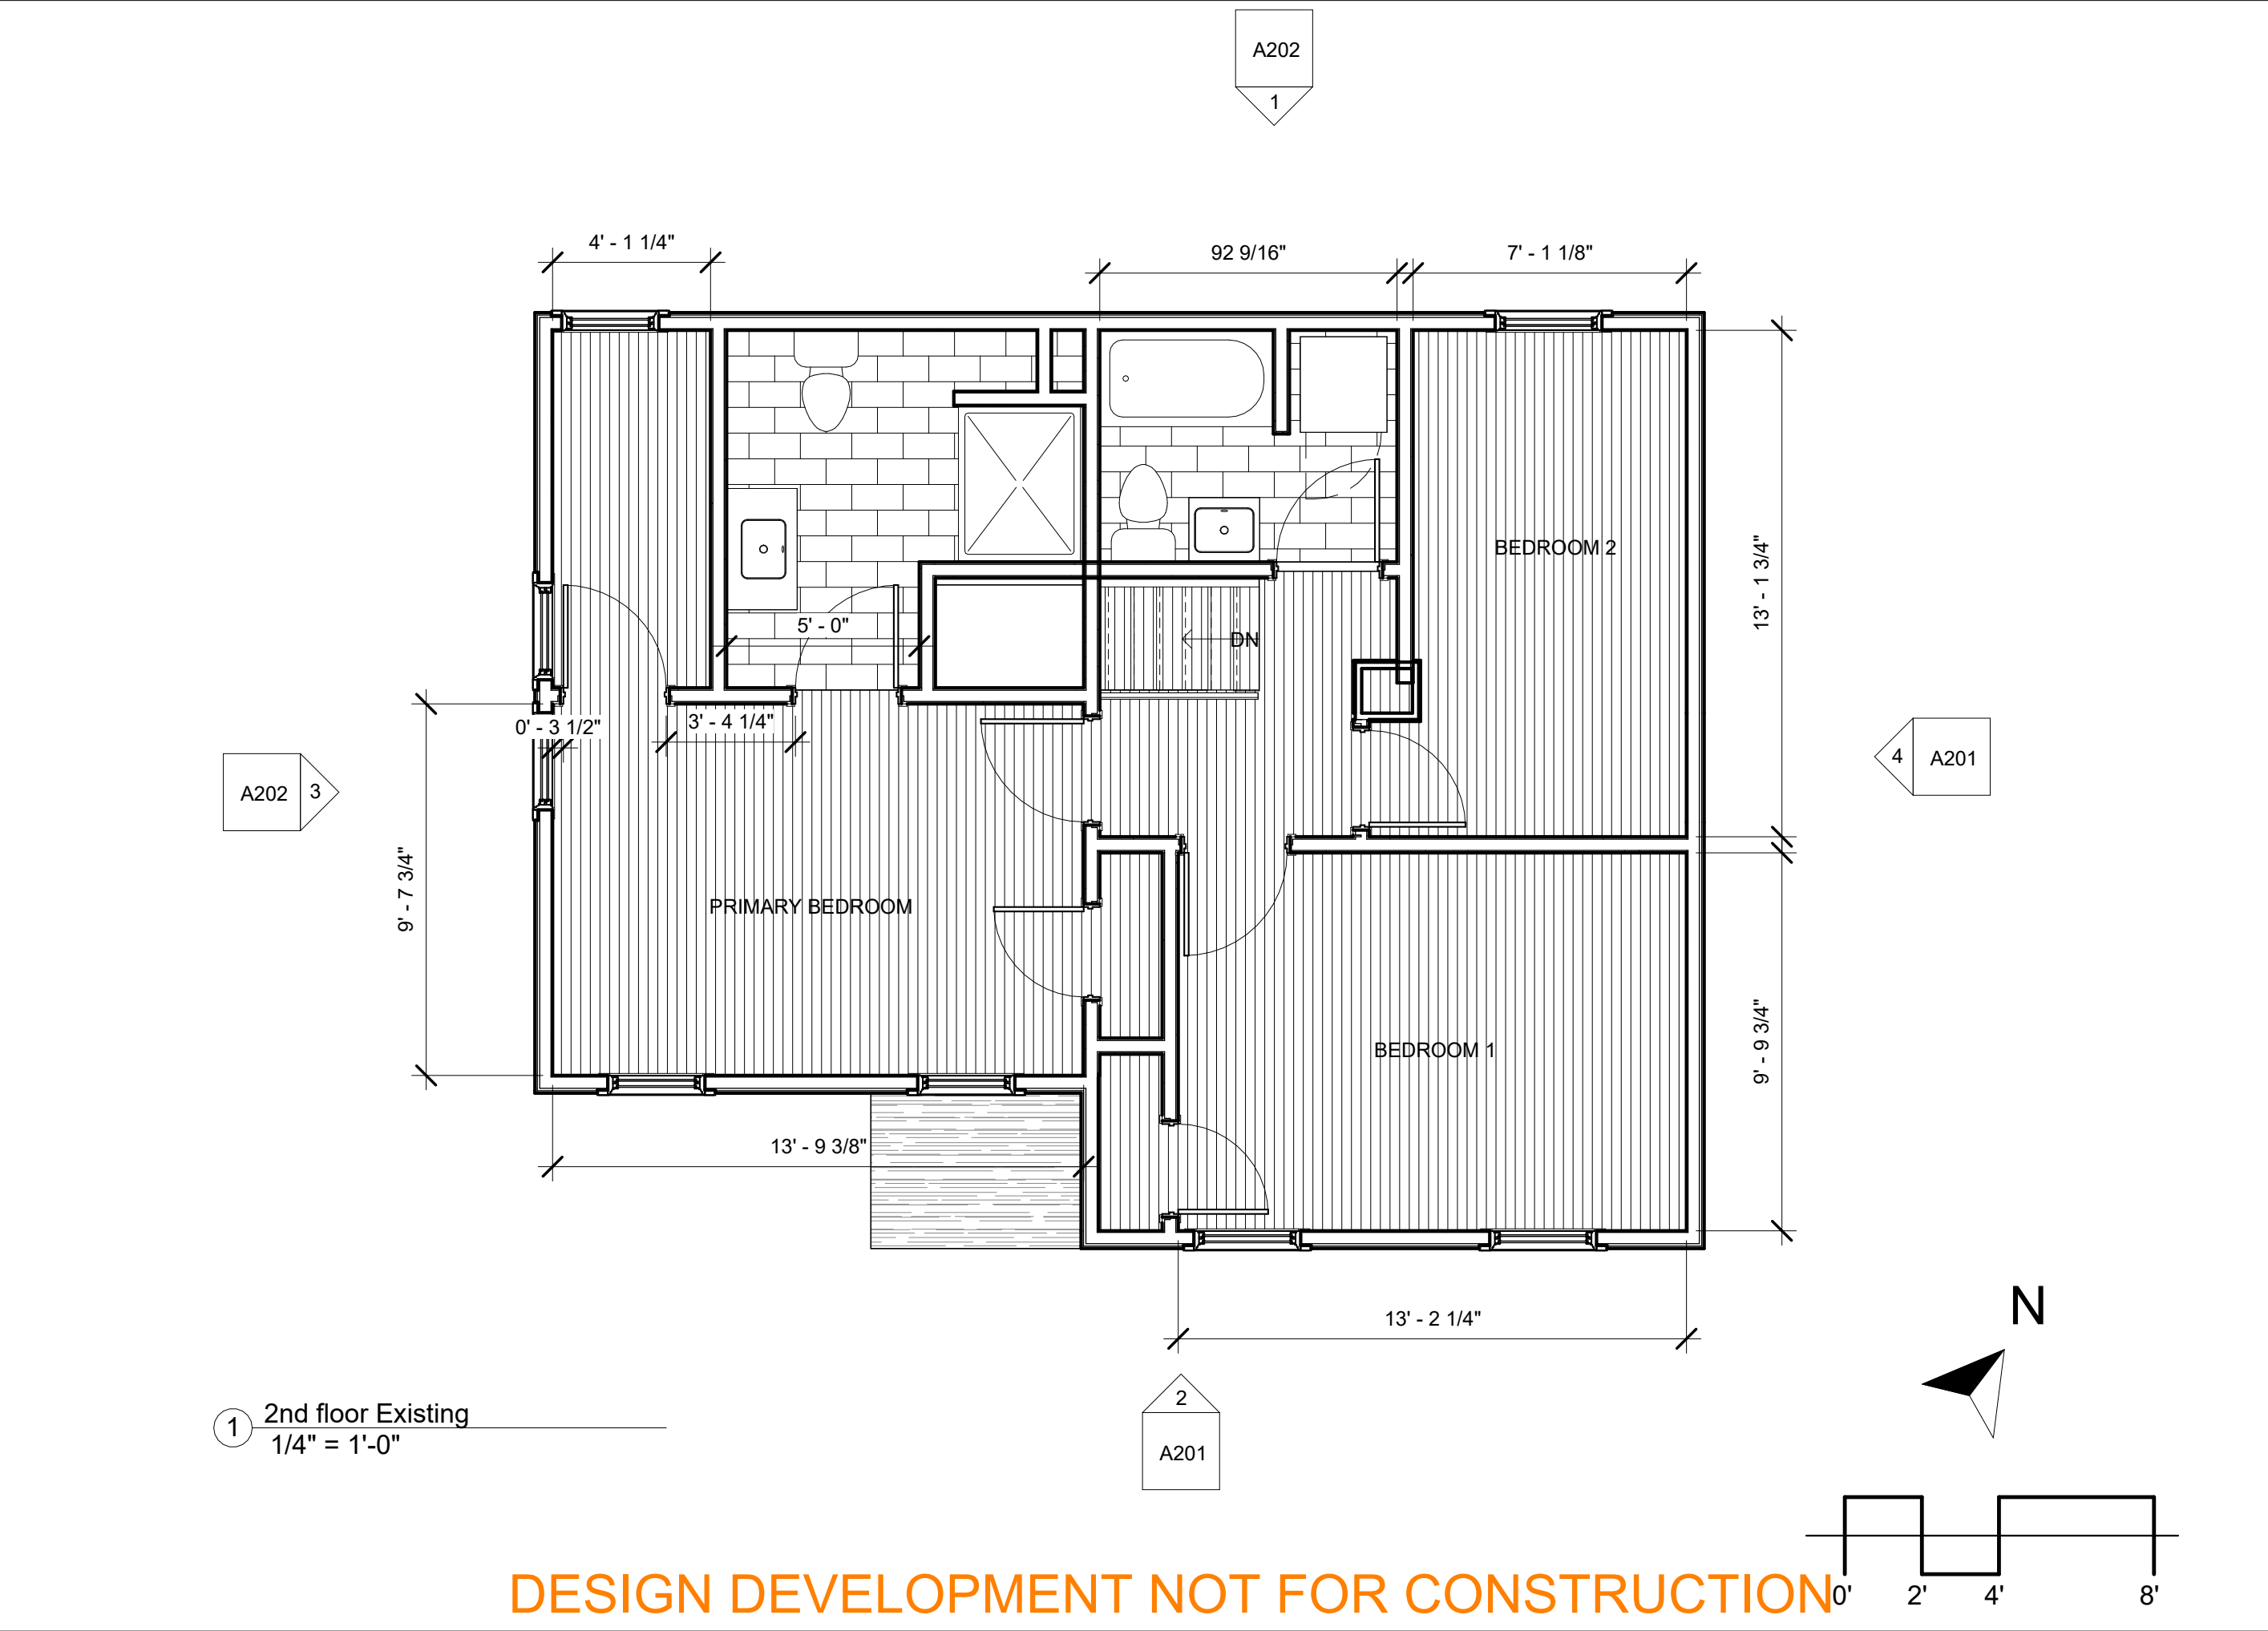 A202
1
4' - 1 1/4"
92 9/16"
7' - 1 1/8"
BEDROOM 2
13' - 1 3/4"
5' - 0"
DN
0' - 3 1/2"
3' - 4 1/4"
A202
3
4
A201
9' - 7 3/4"
PRIMARY BEDROOM
9' - 9 3/4"
BEDROOM 1
13' - 9 3/8"
13' - 2 1/4"
N
2
A201
1
2nd floor Existing
1/4" = 1'-0"
DESIGN DEVELOPMENT NOT FOR CONSTRUCTION
0'
2'
4'
8'